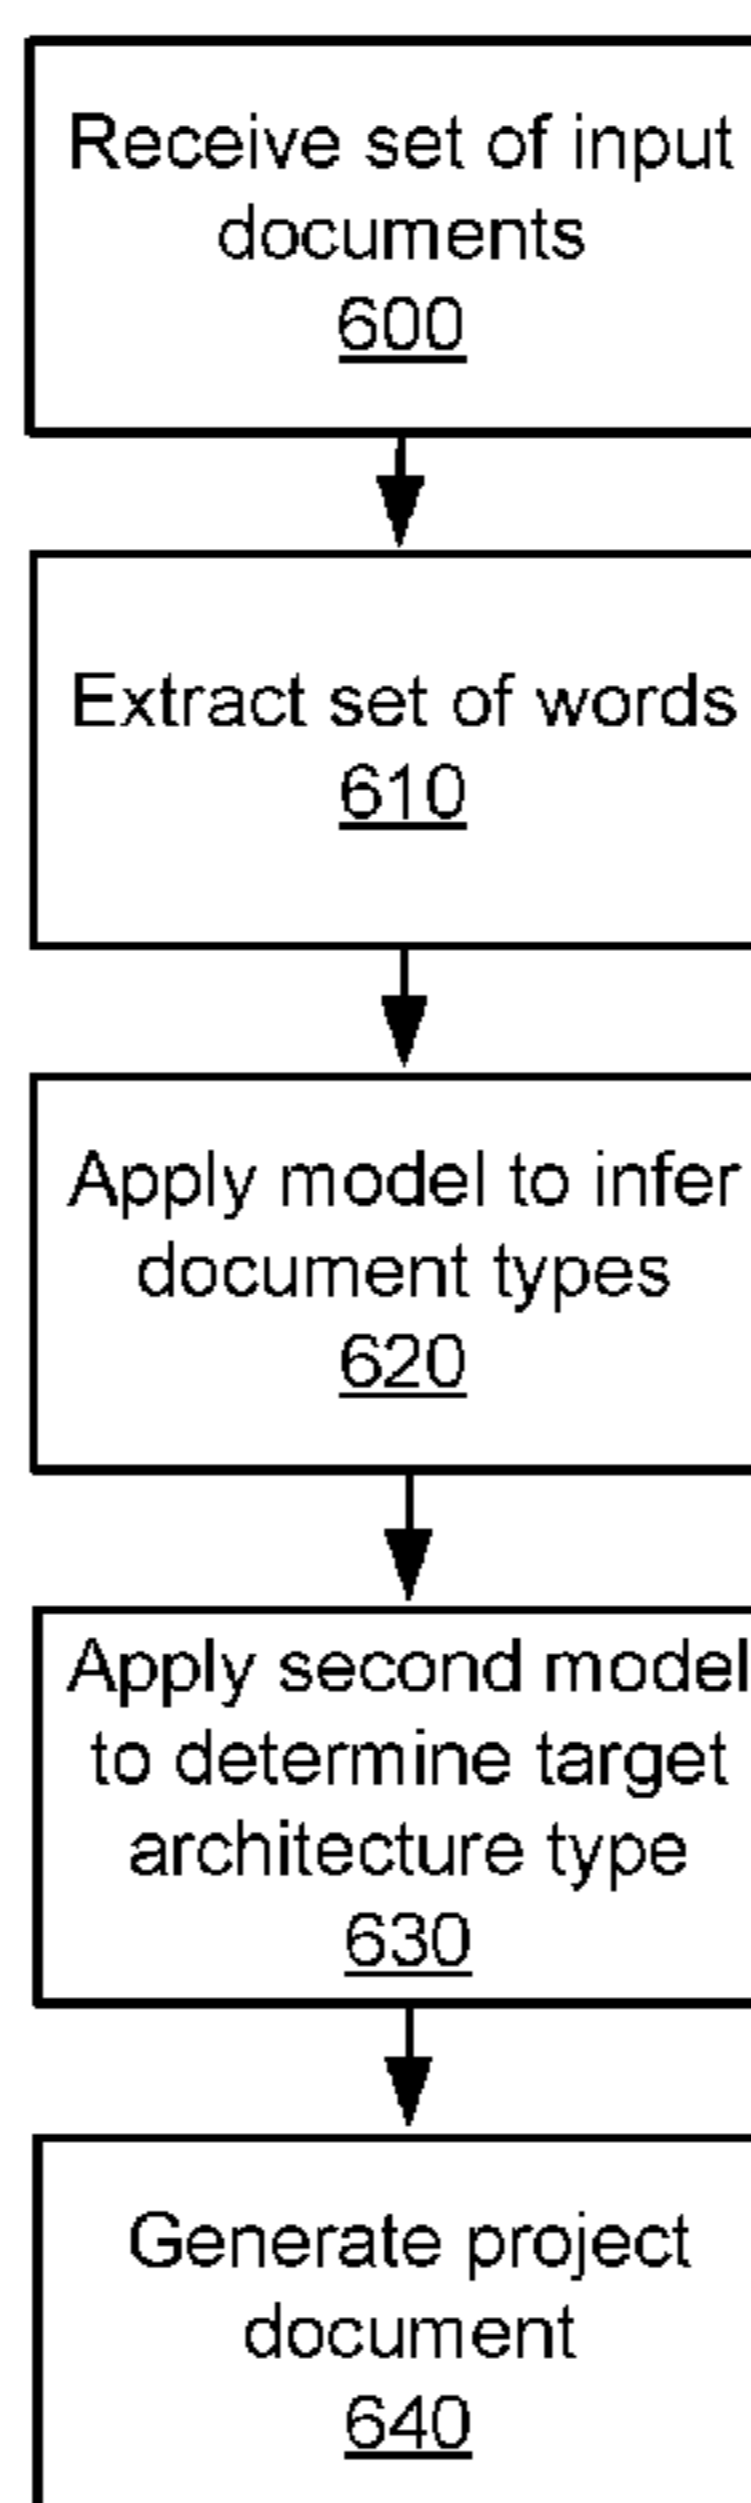 Receive set of input
documents
600
Extract set of words
610
Apply model to infer
document types
620
Apply second model
to determine target
architecture type
630
Generate project
document
640